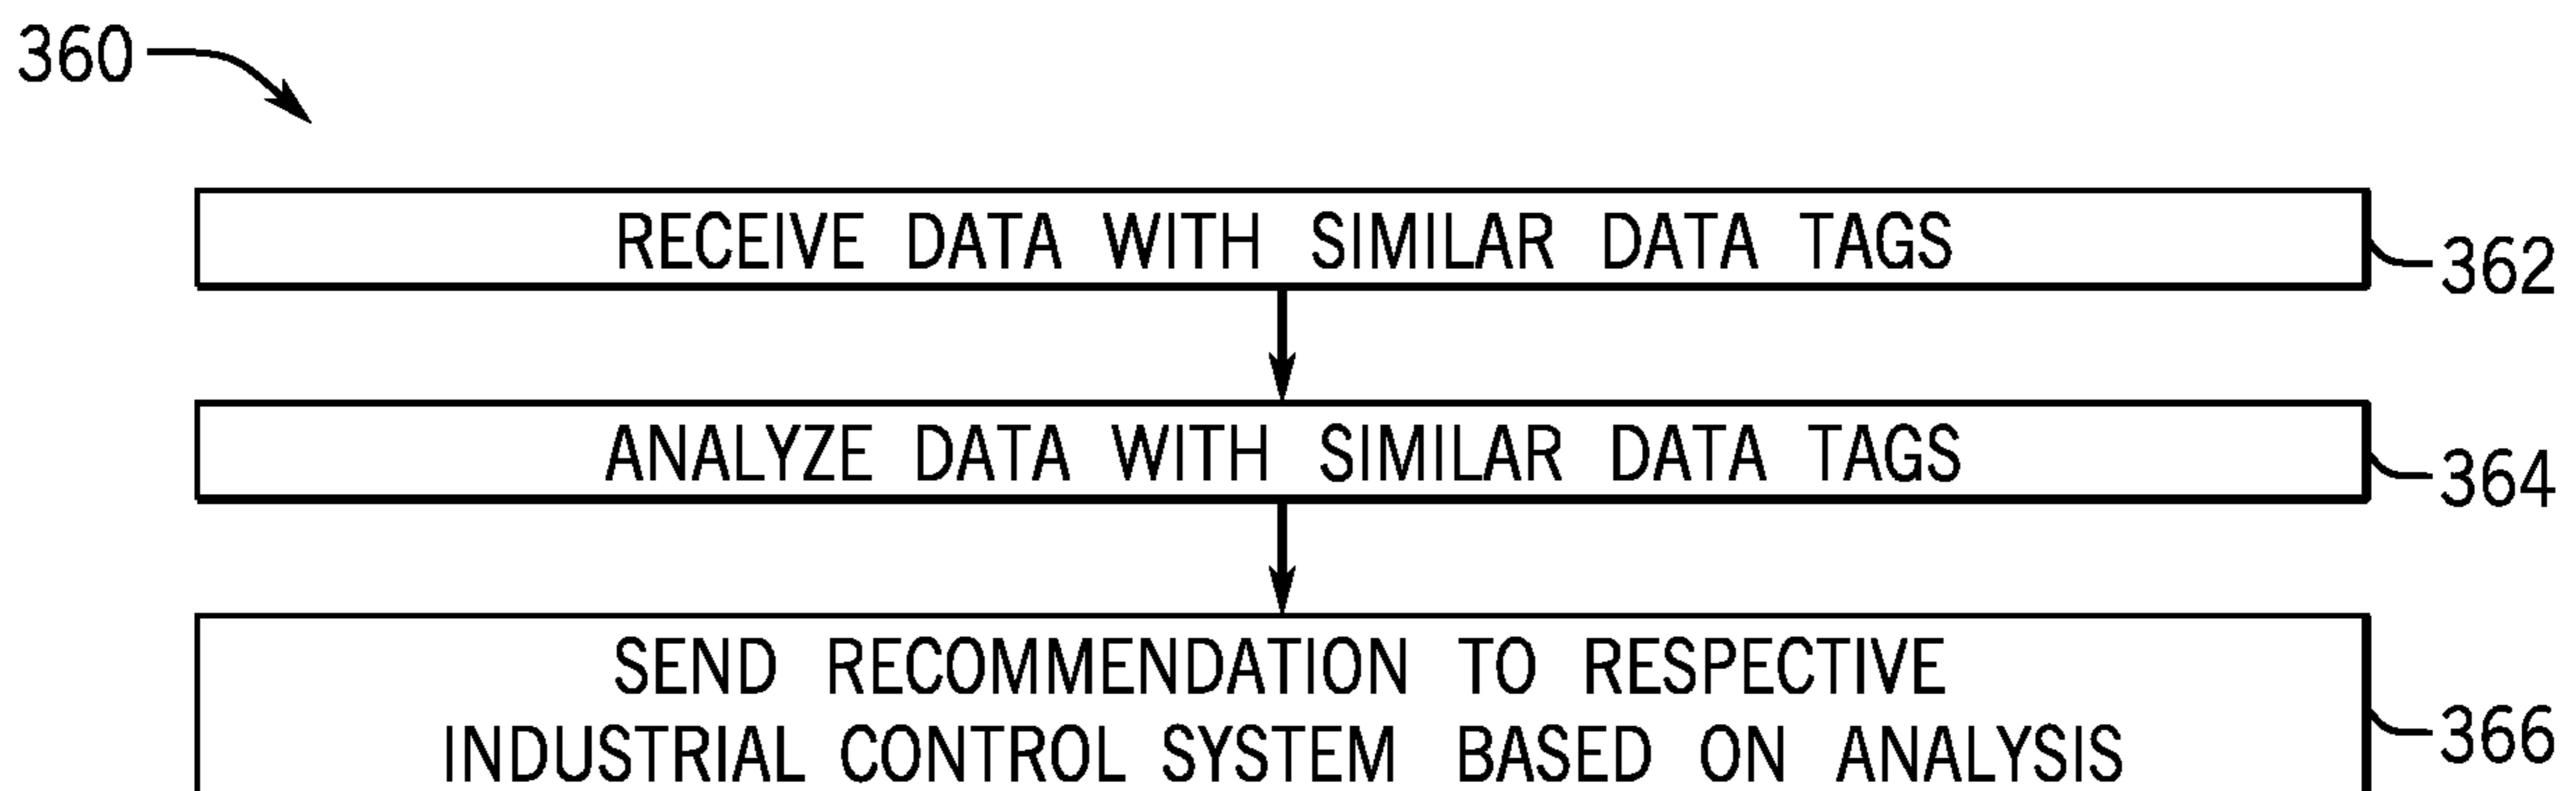 360
RECEIVE DATA WITH SIMILAR DATA TAGS
362
ANALYZE DATA WITH SIMILAR DATA TAGS
364
SEND RECOMMENDATION TO RESPECTIVE
INDUSTRIAL CONTROL SYSTEM BASED ON ANALYSIS
366